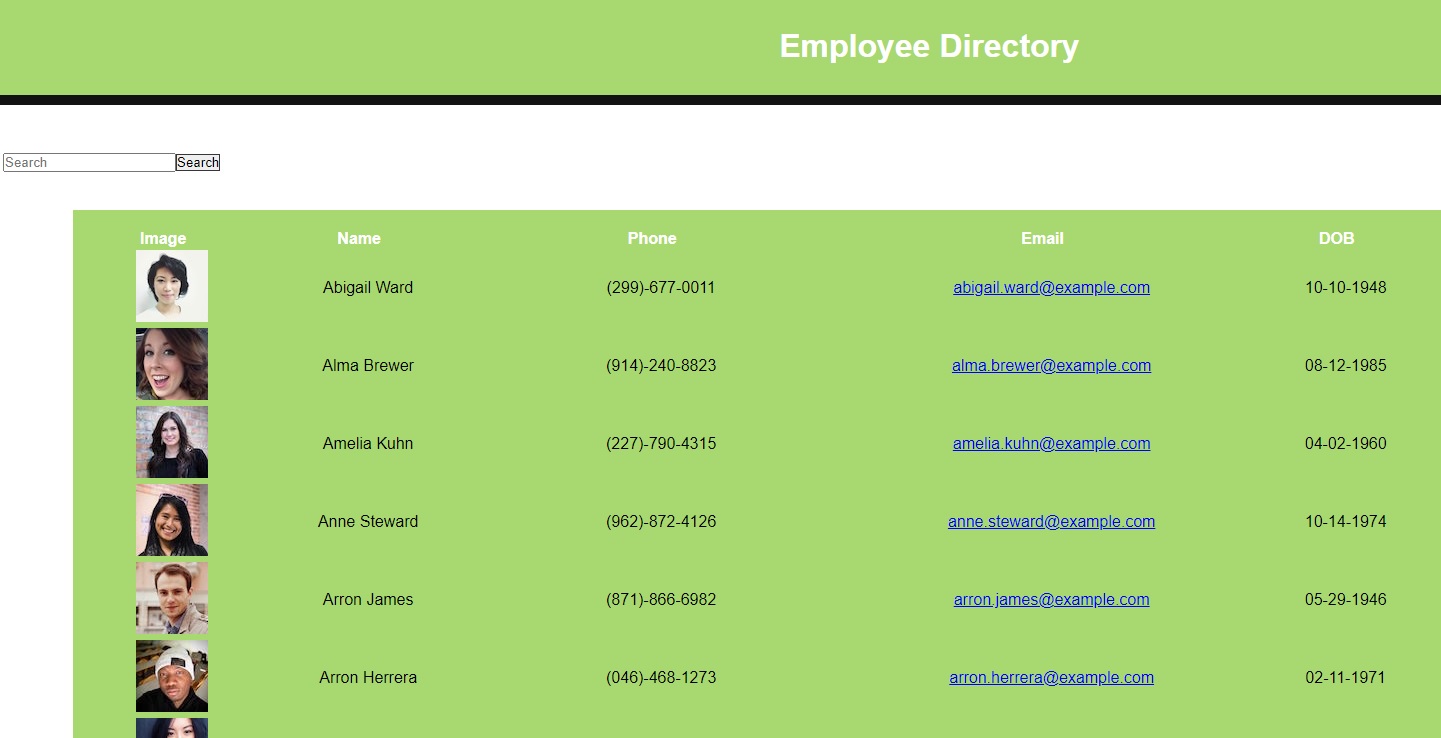 Employee Directory
Search Search
Image Name Phone Email DOB
Abigail Ward (299)-677-0011 abigail.ward@example.com 10-10-1948
Alma Brewer (914)-240-8823 alma.brewer@example.com 08-12-1985
Amelia Kuhn (227)-790-4315 amelia.kuhn@example.com 04-02-1960
Anne Steward (962)-872-4126 anne.steward@example.com 10-14-1974
Arron James (871)-866-6982 arron.james@example.com 05-29-1946
Arron Herrera (046)-468-1273 arron.herrera@example.com 02-11-1971